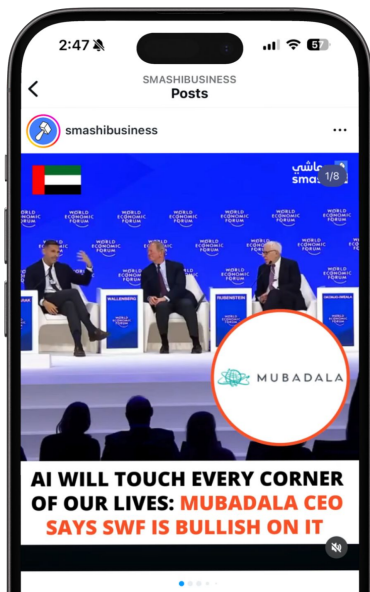 2:47
57
SMASHIBUSINESS
Posts
smashibusiness
1/8
WORLD ECONOMIC FORUM
WALLENBERG
RUBENSTEIN
MUBADALA
AI WILL TOUCH EVERY CORNER
OF OUR LIVES: MUBADALA CEO
SAYS SWF IS BULLISH ON IT